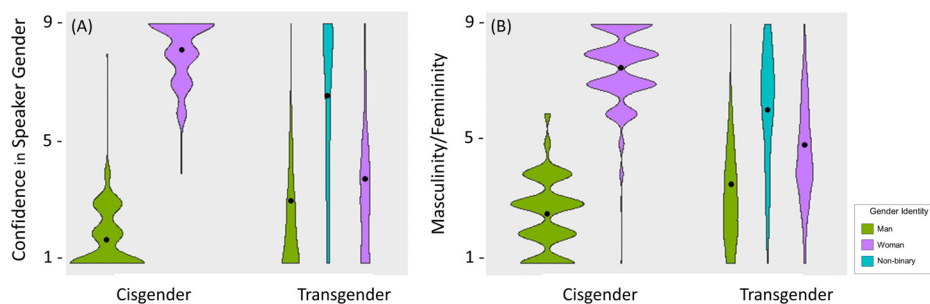 (A)
Confidence in Speaker Gender
9 -
5 -
1 -
Cisgender
Transgender
(B)
Masculinity/Femininity
9 -
5 -
1 -
Cisgender
Transgender
Gender Identity
Man
Woman
Non-binary